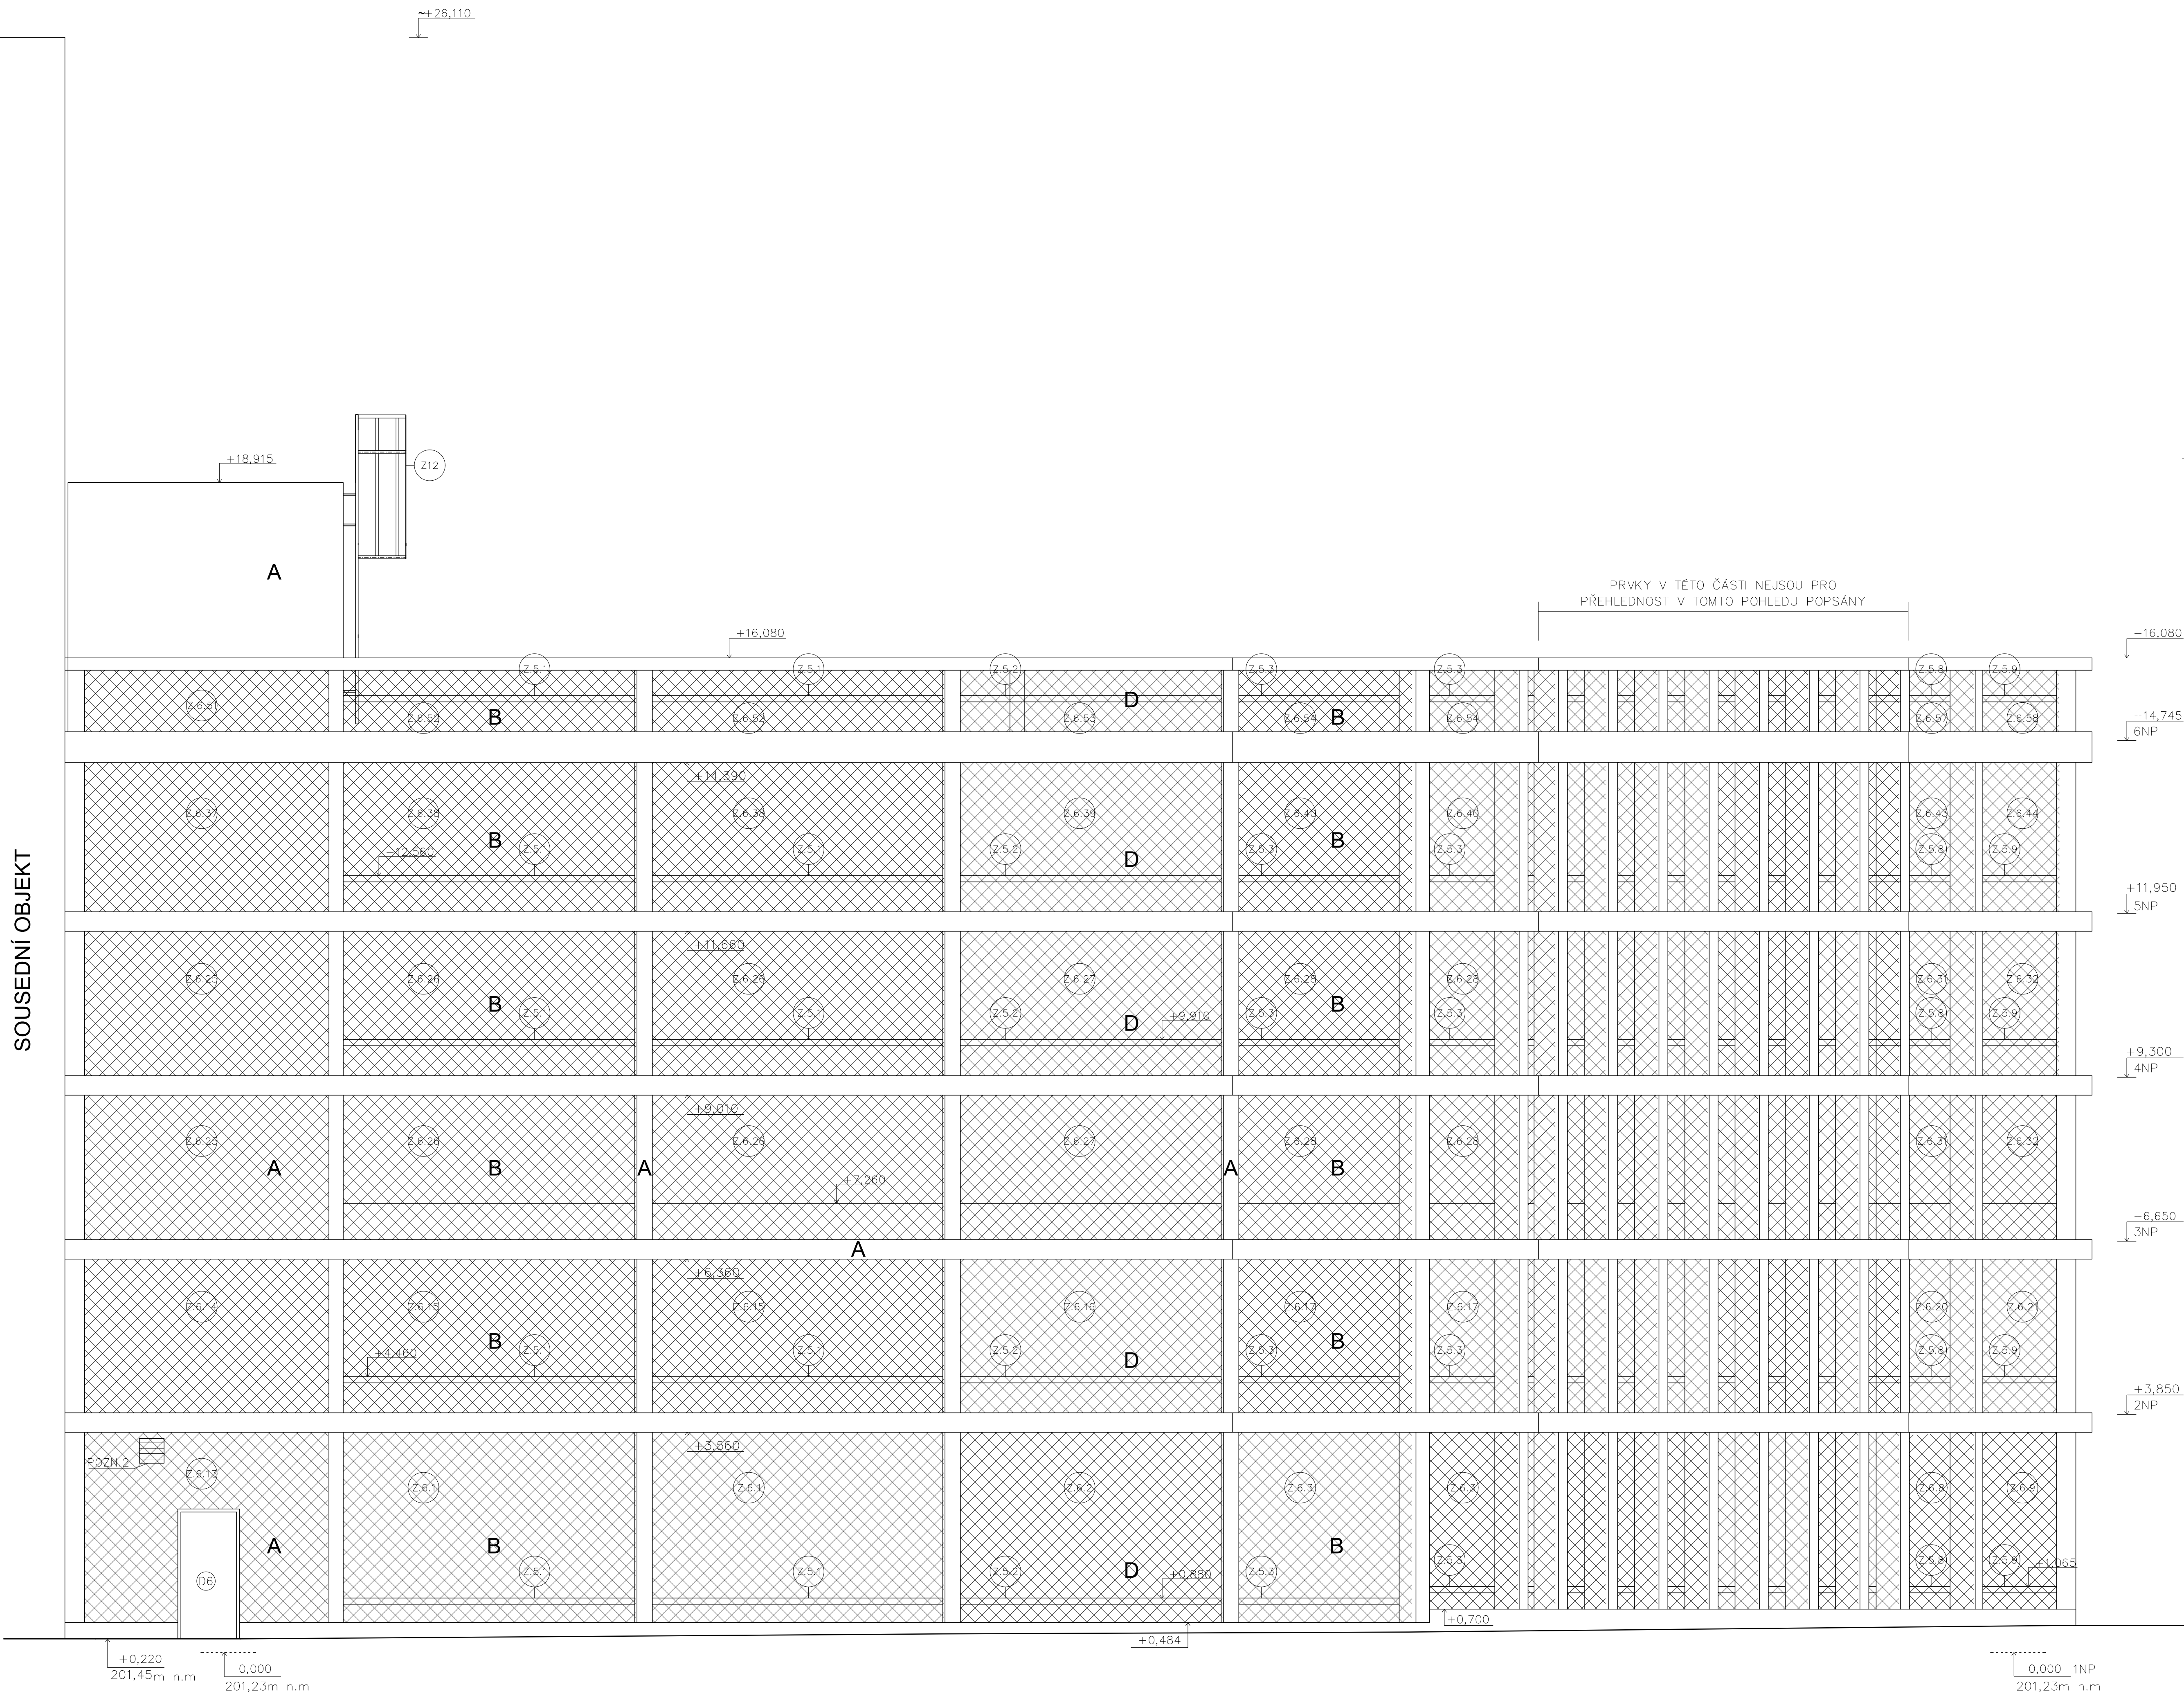 ~+26,110
+18,915
Z12
A
PRVKY V TÉTO ČÁSTI NEJSOU PRO
PŘEHLEDNOST V TOMTO POHLEDU POPSÁNY
+16,080
+16,080
Z.5.1
Z.5.1
Z.5.2
Z.5.3
Z.5.3
Z.5.8
Z.5.9
Z.6.51
Z.6.52
B
Z.6.52
Z.6.53
D
Z.6.54
B
Z.6.54
Z.6.57
Z.6.58
+14,745
6NP
+14,390
Z.6.37
Z.6.38
Z.6.38
Z.6.39
Z.6.40
Z.6.40
Z.6.43
Z.6.44
+12,560
B
Z.5.1
Z.5.1
Z.5.2
D
Z.5.3
B
Z.5.3
Z.5.8
Z.5.9
+11,950
5NP
SOUSEDNÍ OBJEKT
+11,660
Z.6.25
Z.6.26
Z.6.26
Z.6.27
Z.6.28
Z.6.28
Z.6.31
Z.6.32
B
Z.5.1
Z.5.1
Z.5.2
D
+9,910
Z.5.3
B
Z.5.3
Z.5.8
Z.5.9
+9,300
4NP
+9,010
Z.6.25
Z.6.26
Z.6.26
Z.6.27
Z.6.28
Z.6.28
Z.6.31
Z.6.32
A
B
A
+7,260
A
B
+6,650
3NP
A
+6,360
Z.6.14
Z.6.15
Z.6.15
Z.6.16
Z.6.17
Z.6.17
Z.6.20
Z.6.21
+4,460
B
Z.5.1
Z.5.1
Z.5.2
D
Z.5.3
B
Z.5.3
Z.5.8
Z.5.9
+3,850
2NP
+3,560
POZN.2
Z.6.13
Z.6.1
Z.6.1
Z.6.2
Z.6.3
Z.6.3
Z.6.8
Z.6.9
A
B
Z.5.1
Z.5.1
Z.5.2
D
+0,880
Z.5.3
B
Z.5.3
Z.5.8
Z.5.9
+1,065
D6
+0,700
+0,484
+0,220
201,45m n.m
0,000
201,23m n.m
0,000 1NP
201,23m n.m